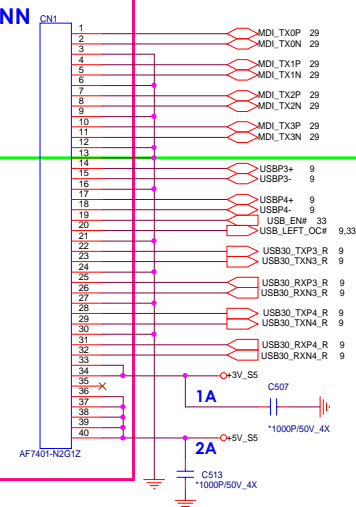 NN
CN1
1
MDI_TX0P 29
2
MDI_TX0N 29
3
4
MDI_TX1P 29
5
MDI_TX1N 29
6
7
MDI_TX2P 29
8
MDI_TX2N 29
9
10
MDI_TX3P 29
11
MDI_TX3N 29
12
13
14
USBP3+ 9
15
USBP3- 9
16
17
USBP4+ 9
18
USBP4- 9
19
USB_EN# 33
20
USB_LEFT_OC# 9,33
21
22
USB30_TXP3_R 9
23
USB30_TXN3_R 9
24
25
USB30_RXP3_R 9
26
USB30_RXN3_R 9
27
28
USB30_TXP4_R 9
29
USB30_TXN4_R 9
30
31
USB30_RXP4_R 9
32
USB30_RXN4_R 9
33
34
+3V_S5
35
36
1A
C507
37
38
*1000P/50V_4X
39
40
+5V_S5
2A
AF7401-N2G1Z
C513
*1000P/50V_4X